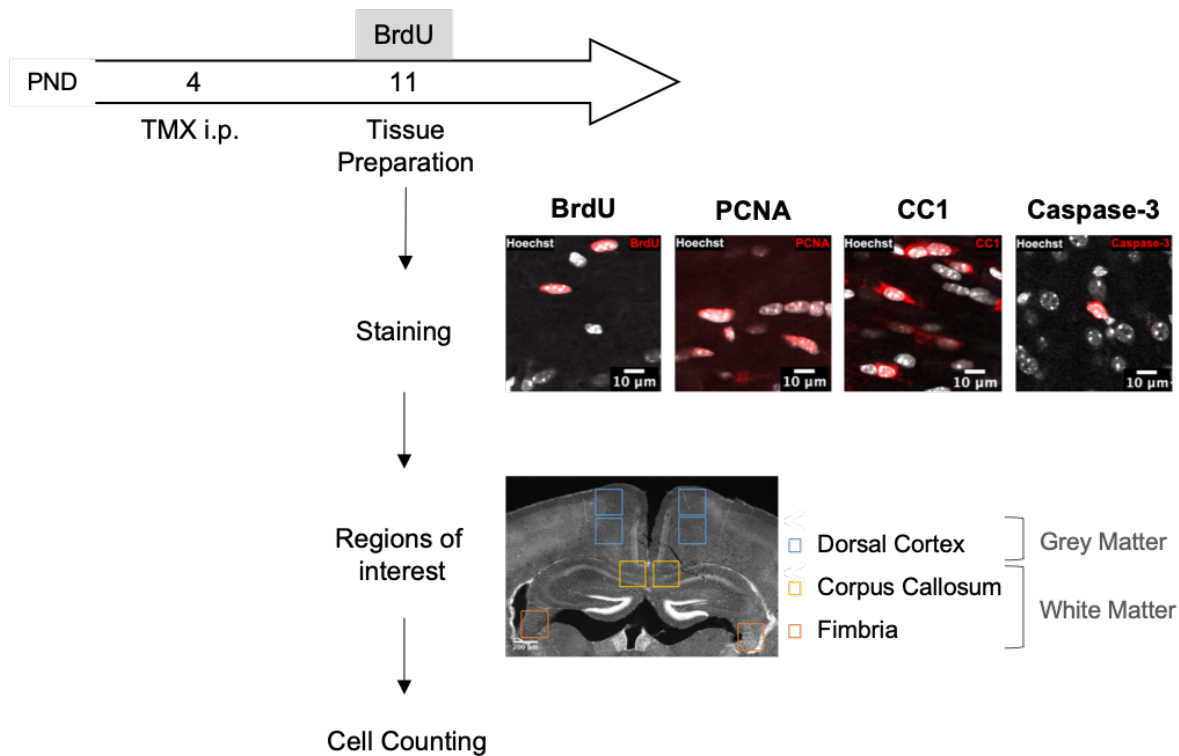 BrdU
PND
4
11
TMX i.p.
Tissue
Preparation
BrdU
PCNA
CC1
Caspase-3
Hoechst
BrdU
Hoechst
PCNA
Hoechst
CC1
Hoechst
Caspase-3
10 µm
10 µm
10 µm
10 µm
Staining
Regions of
interest
200 µm
Dorsal Cortex
Corpus Callosum
Fimbria
Grey Matter
White Matter
Cell Counting